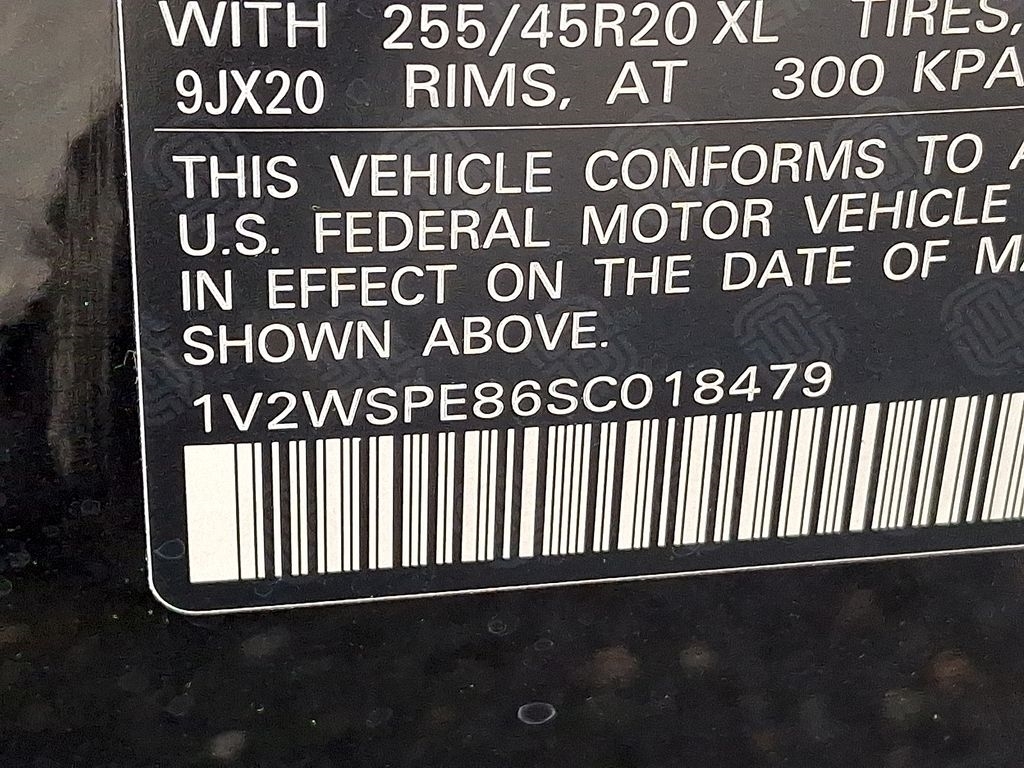 WITH 255/45R20 XL TIRES,
9JX20 RIMS, AT 300 KPA
THIS VEHICLE CONFORMS TO A
U.S. FEDERAL MOTOR VEHICLE
IN EFFECT ON THE DATE OF MA
SHOWN ABOVE.
1V2WSPE86SC018479